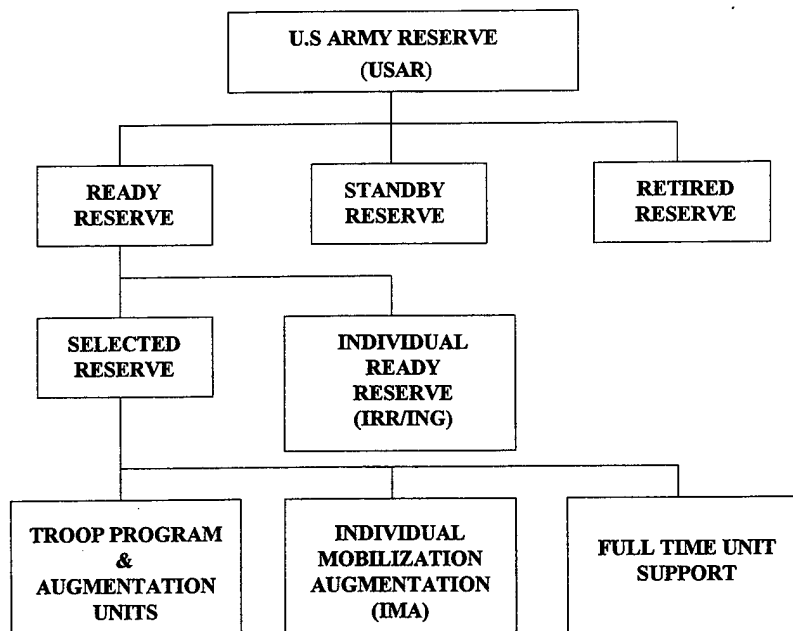 U.S ARMY RESERVE
(USAR)
READY
RESERVE
STANDBY
RESERVE
RETIRED
RESERVE
SELECTED
RESERVE
INDIVIDUAL
READY
RESERVE
(IRR/ING)
TROOP PROGRAM
&
AUGMENTATION
UNITS
INDIVIDUAL
MOBILIZATION
AUGMENTATION
(IMA)
FULL TIME UNIT
SUPPORT